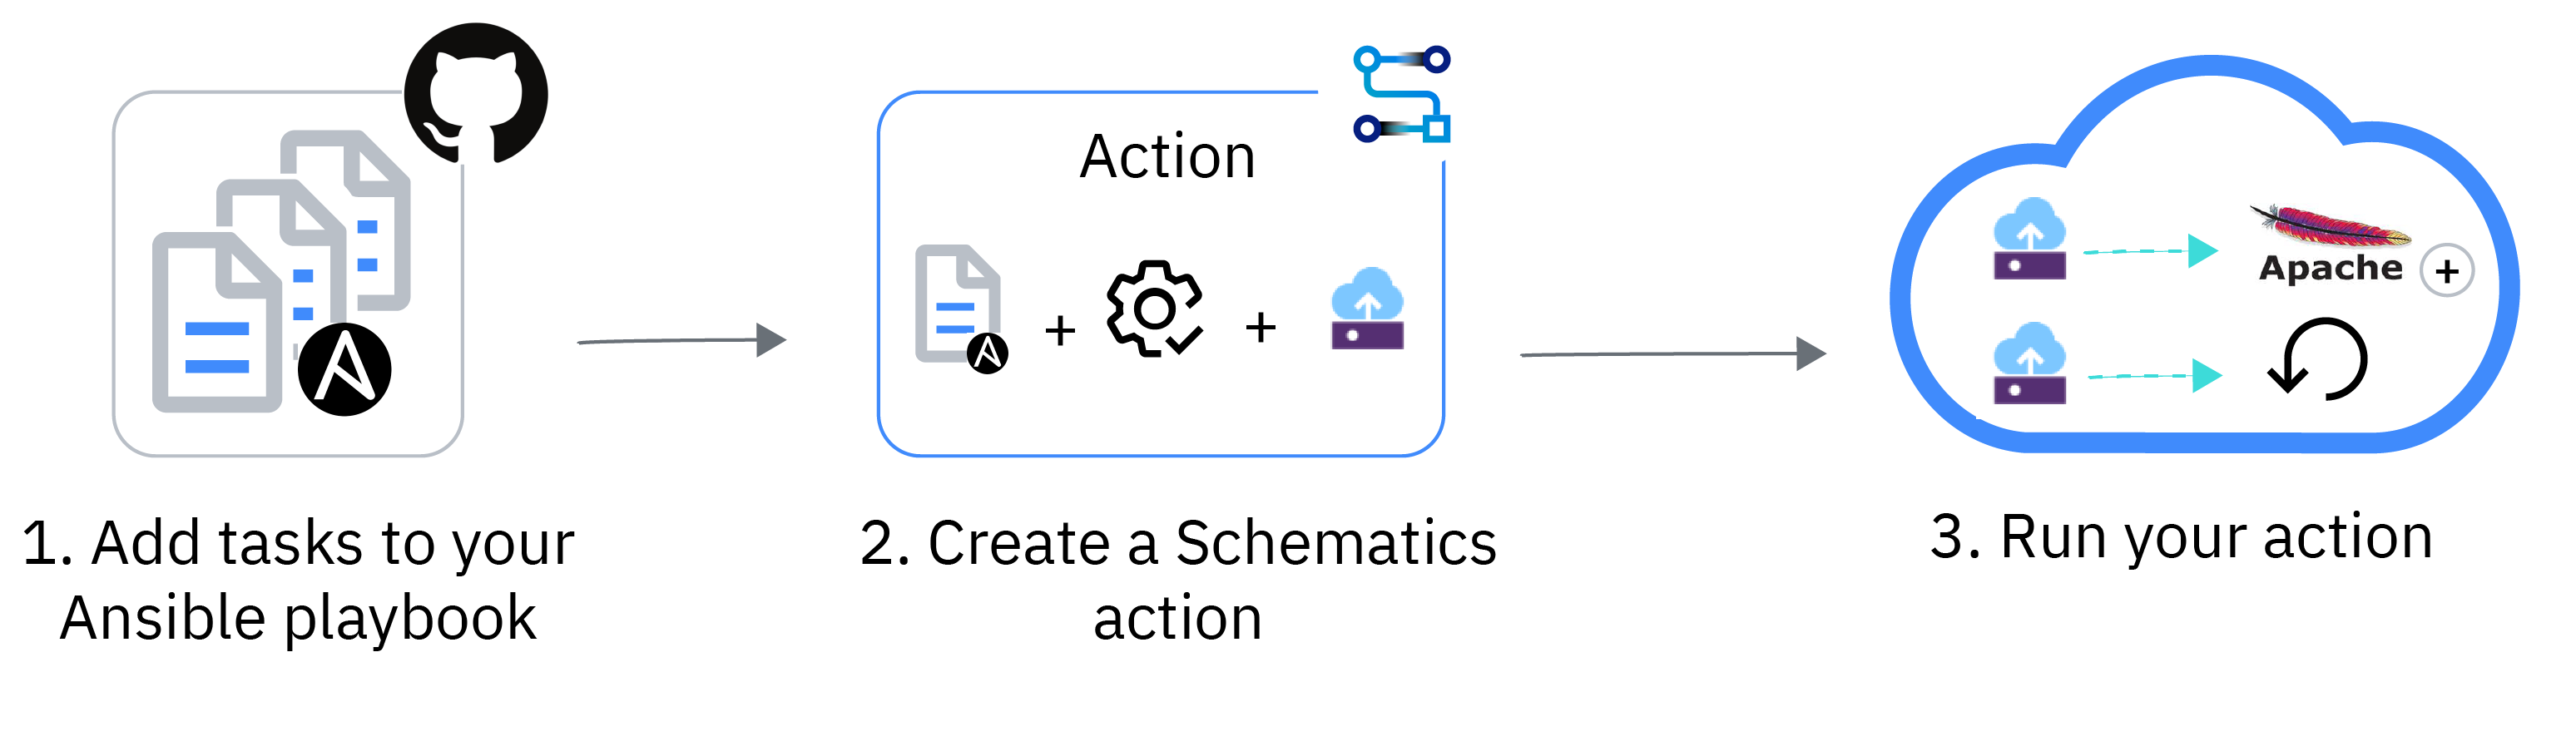 Action
+
+
Apache
+
1. Add tasks to your
Ansible playbook
2. Create a Schematics
action
3. Run your action